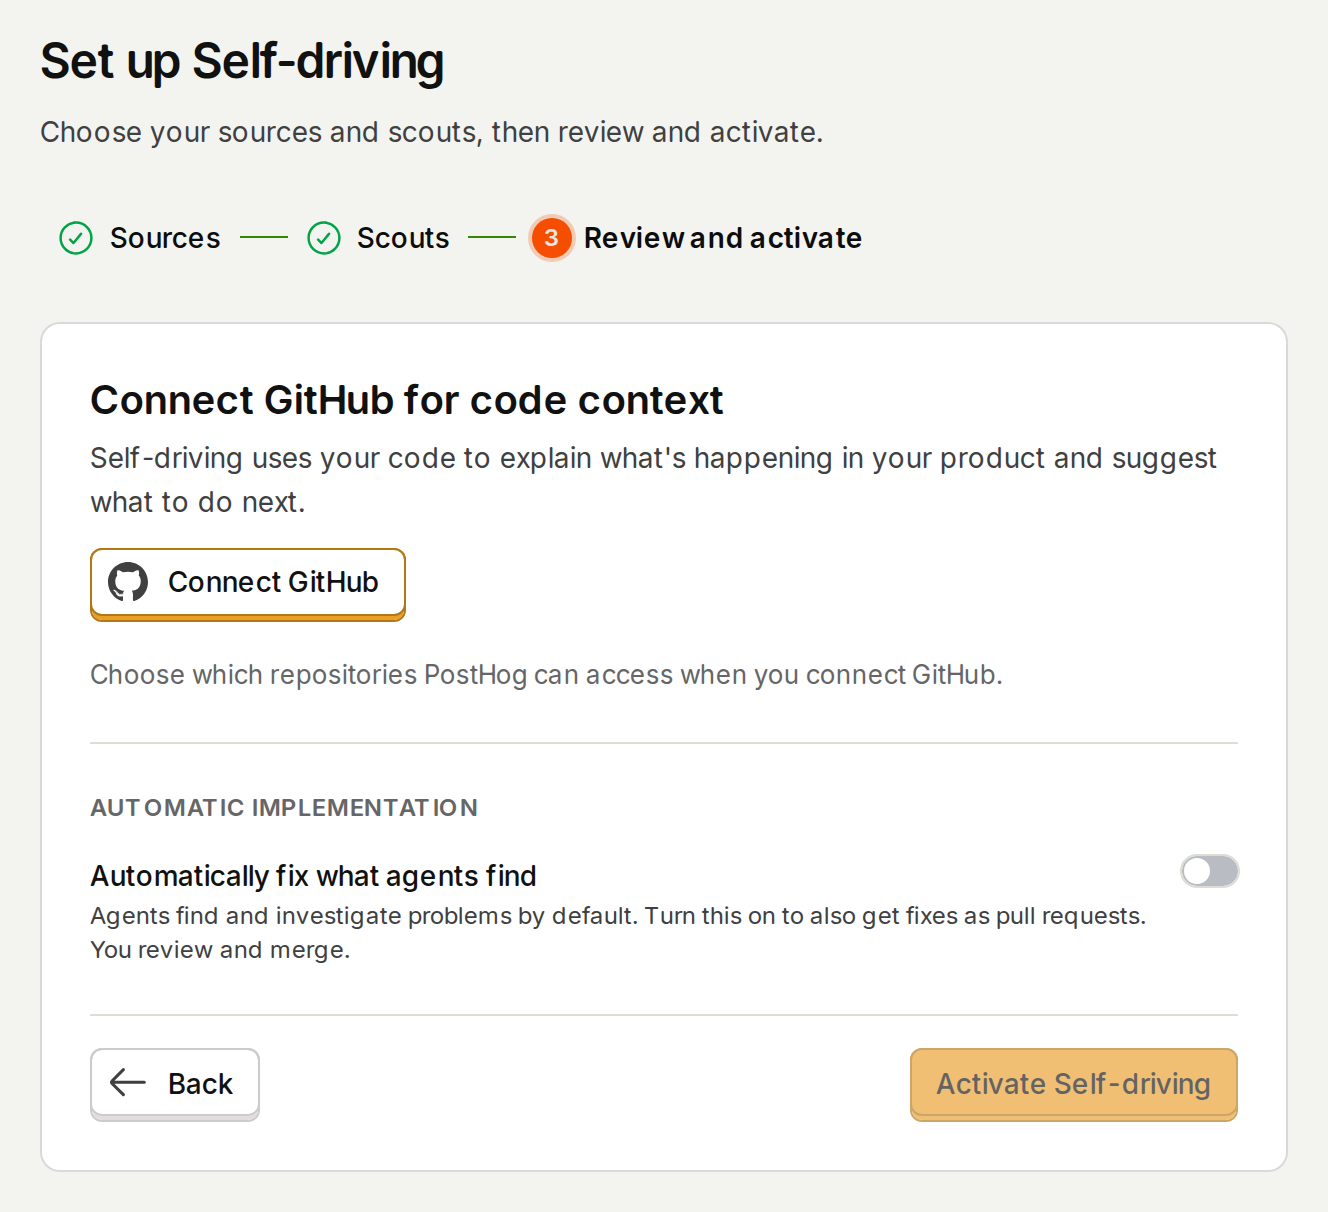 Set up Self-driving
Choose your sources and scouts, then review and activate.
Sources
Scouts
3
Review and activate
Connect GitHub for code context
Self-driving uses your code to explain what's happening in your product and suggest
what to do next.
Connect GitHub
Choose which repositories PostHog can access when you connect GitHub.
AUTOMATIC IMPLEMENTATION
Automatically fix what agents find
Agents find and investigate problems by default. Turn this on to also get fixes as pull requests.
You review and merge.
Back
Activate Self-driving